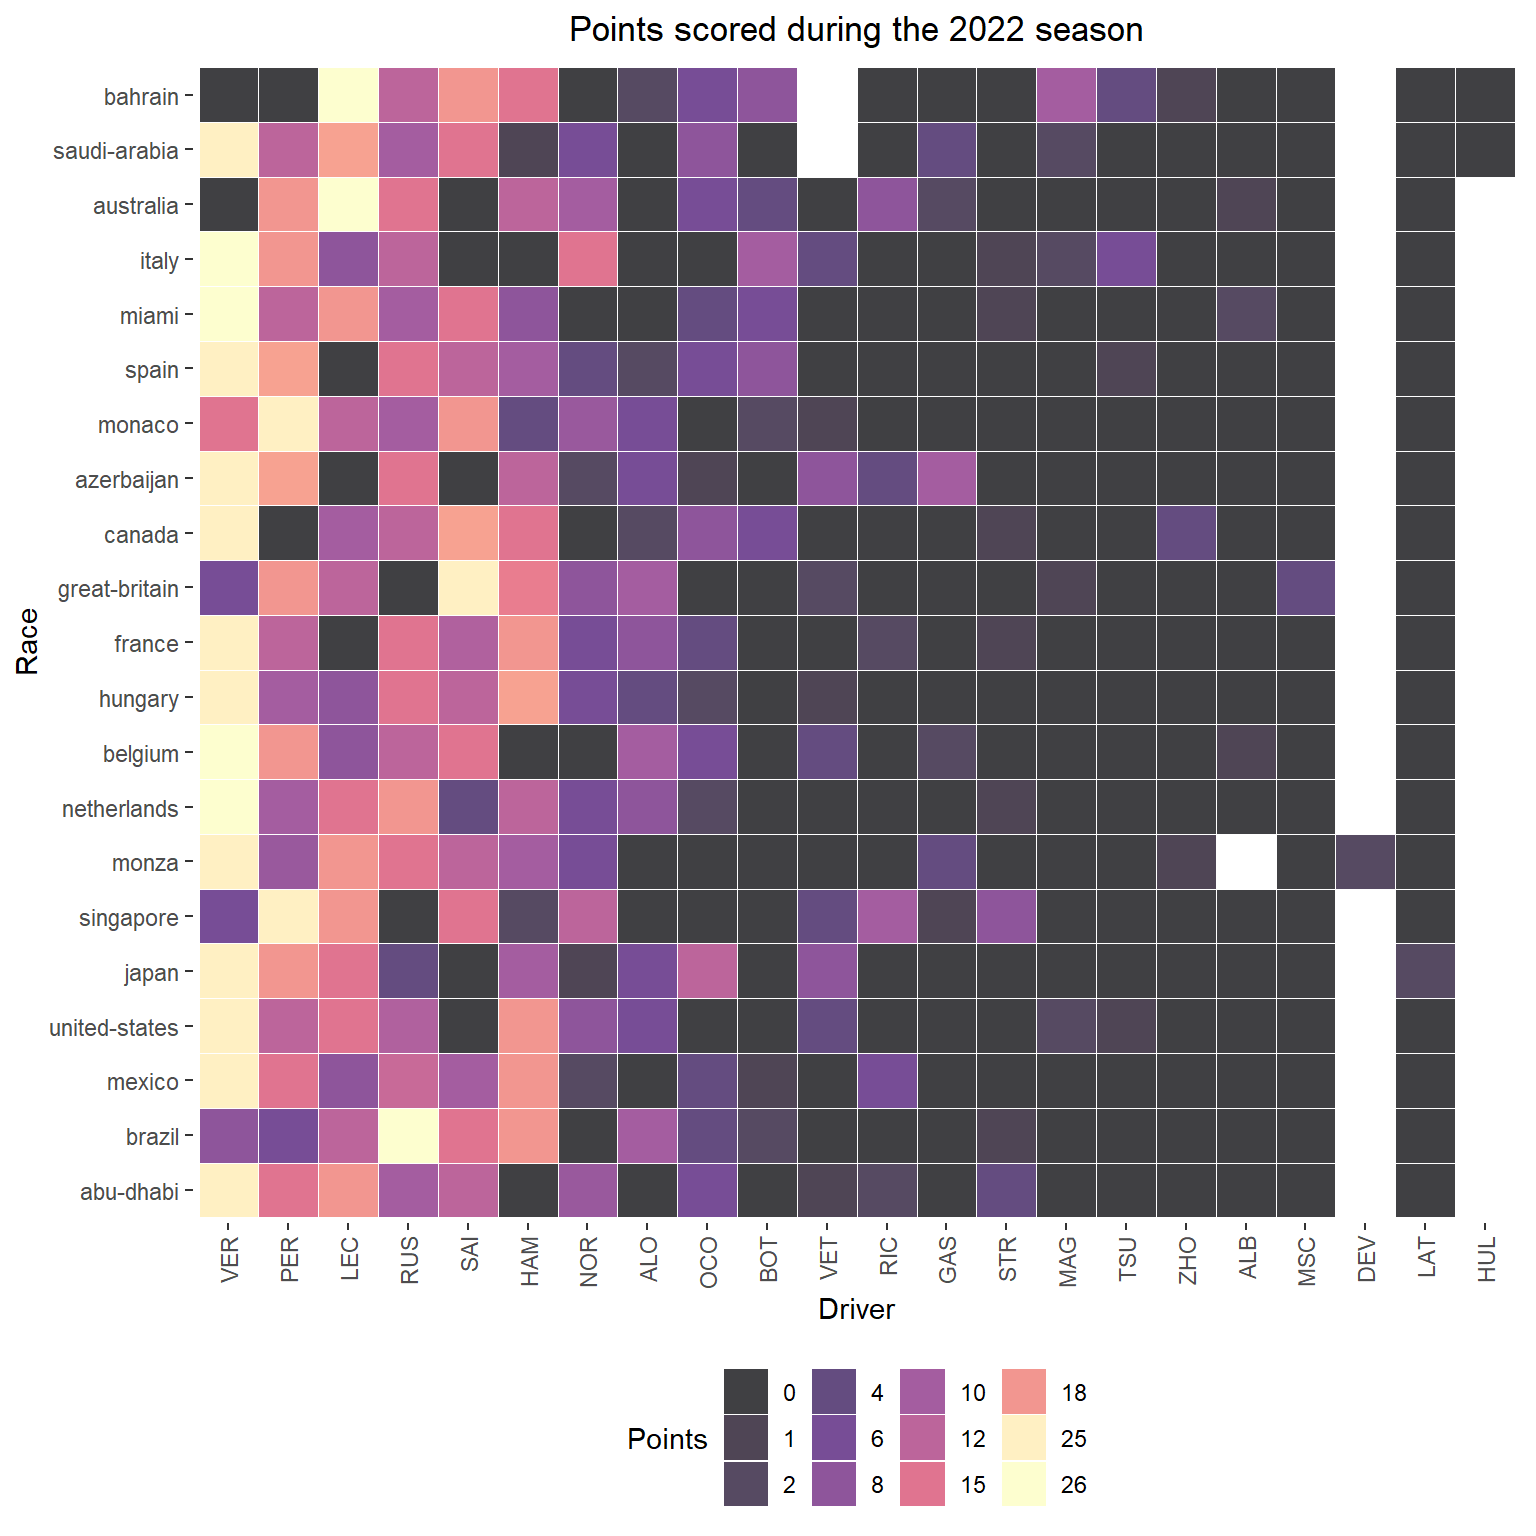 Points scored during the 2022 season
bahrain
saudi-arabia
australia
italy
miami
spain
monaco
azerbaijan
canada
great-britain
france
hungary
belgium
netherlands
monza
singapore
japan
united-states
mexico
brazil
abu-dhabi
Race
VER PER LEC RUS SAI HAM NOR ALO OCO BOT VET RIC GAS STR MAG TSU ZHO ALB MSC DEV LAT HUL
Driver
Points
0 4 10 18
1 6 12 25
2 8 15 26